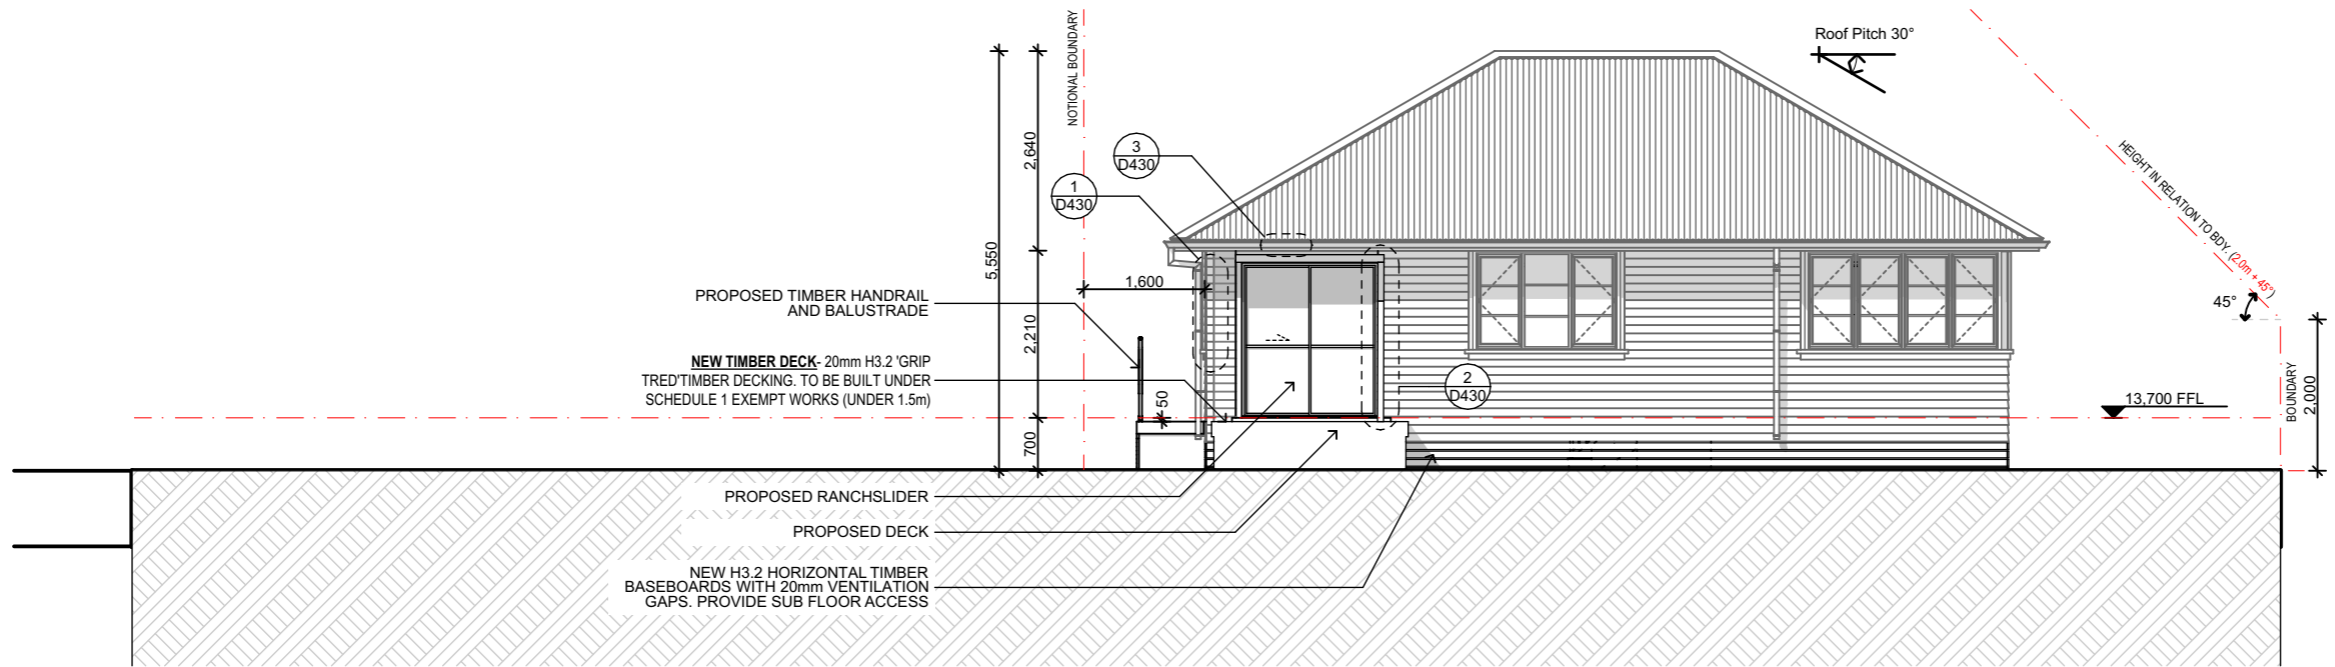 NOTIONAL BOUNDARY
Roof Pitch 30°
3
D430
1
D430
2,640
5,550
HEIGHT IN RELATION TO BDY (2.0m + 45°)
1,600
45°
PROPOSED TIMBER HANDRAIL
AND BALUSTRADE
2,210
NEW TIMBER DECK- 20mm H3.2 'GRIP
TRED'TIMBER DECKING. TO BE BUILT UNDER
SCHEDULE 1 EXEMPT WORKS (UNDER 1.5m)
2
D430
50
13,700 FFL
BOUNDARY
2,000
700
PROPOSED RANCHSLIDER
PROPOSED DECK
NEW H3.2 HORIZONTAL TIMBER
BASEBOARDS WITH 20mm VENTILATION
GAPS. PROVIDE SUB FLOOR ACCESS